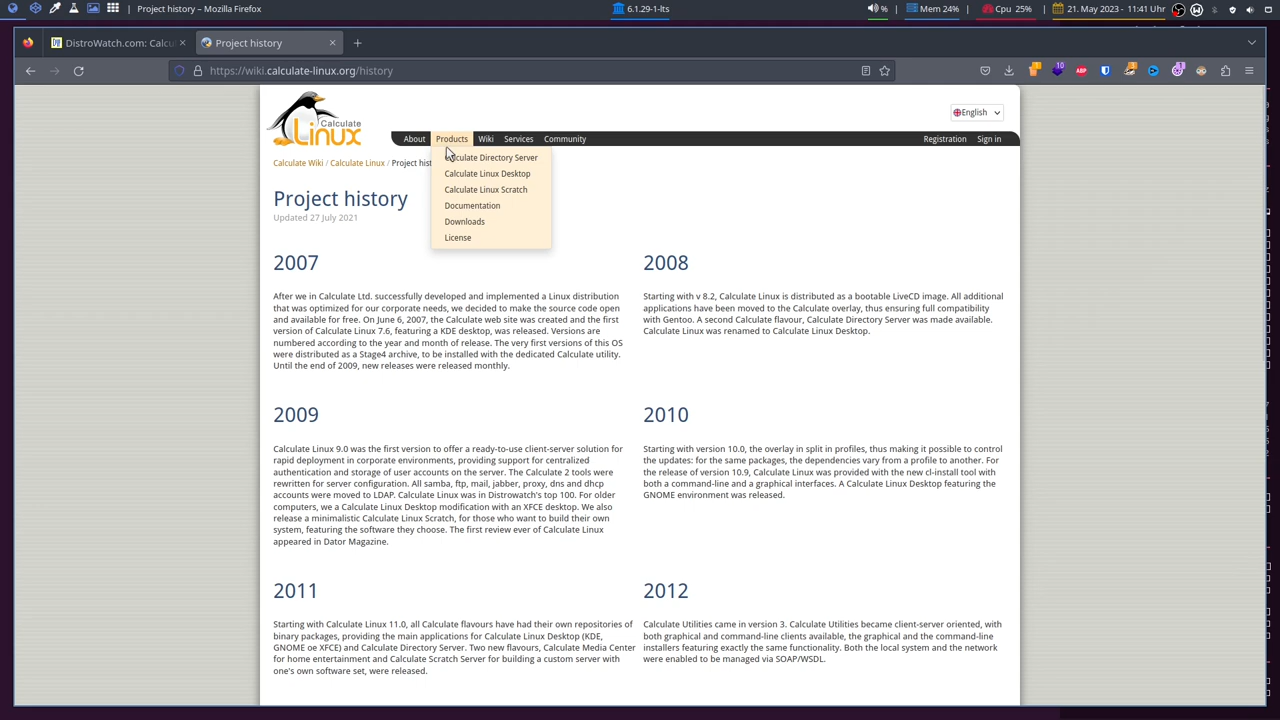 Project history – Mozilla Firefox
6.1.29-1-lts
%
Mem 24%
Cpu 25%
21. May 2023
11:41 Uhr
DistroWatch.com: Calcu
Project history
https://wiki.calculate-linux.org/history
10
ABP
Calculate
Linux
English
About
Products
Wiki
Services
Community
Registration
Sign in
Calculate Wiki / Calculate Linux / Project hist
Calculate Directory Server
Calculate Linux Desktop
Calculate Linux Scratch
Documentation
Downloads
License
Project history
Updated 27 July 2021
2007
After we in Calculate Ltd. successfully developed and implemented a Linux distribution
that was optimized for our corporate needs, we decided to make the source code open
and available for free. On June 6, 2007, the Calculate web site was created and the first
version of Calculate Linux 7.6, featuring a KDE desktop, was released. Versions are
numbered according to the year and month of release. The very first versions of this OS
were distributed as a Stage4 archive, to be installed with the dedicated Calculate utility.
Until the end of 2009, new releases were released monthly.
2008
Starting with v 8.2, Calculate Linux is distributed as a bootable LiveCD image. All additional
applications have been moved to the Calculate overlay, thus ensuring full compatibility
with Gentoo. A second Calculate flavour, Calculate Directory Server was made available.
Calculate Linux was renamed to Calculate Linux Desktop.
2009
Calculate Linux 9.0 was the first version to offer a ready-to-use client-server solution for
rapid deployment in corporate environments, providing support for centralized
authentication and storage of user accounts on the server. The Calculate 2 tools were
rewritten for server configuration. All samba, ftp, mail, jabber, proxy, dns and dhcp
accounts were moved to LDAP. Calculate Linux was in Distrowatch's top 100. For older
computers, we a Calculate Linux Desktop modification with an XFCE desktop. We also
release a minimalistic Calculate Linux Scratch, for those who want to build their own
system, featuring the software they choose. The first review ever of Calculate Linux
appeared in Dator Magazine.
2010
Starting with version 10.0, the overlay in split in profiles, thus making it possible to control
the updates: for the same packages, the dependencies vary from a profile to another. For
the release of version 10.9, Calculate Linux was provided with the new cl-install tool with
both a command-line and a graphical interfaces. A Calculate Linux Desktop featuring the
GNOME environment was released.
2011
Starting with Calculate Linux 11.0, all Calculate flavours have had their own repositories of
binary packages, providing the main applications for Calculate Linux Desktop (KDE,
GNOME oe XFCE) and Calculate Directory Server. Two new flavours, Calculate Media Center
for home entertainment and Calculate Scratch Server for building a custom server with
one's own software set, were released.
2012
Calculate Utilities came in version 3. Calculate Utilities became client-server oriented, with
both graphical and command-line clients available, the graphical and the command-line
installers featuring exactly the same functionality. Both the local system and the network
were enabled to be managed via SOAP/WSDL.